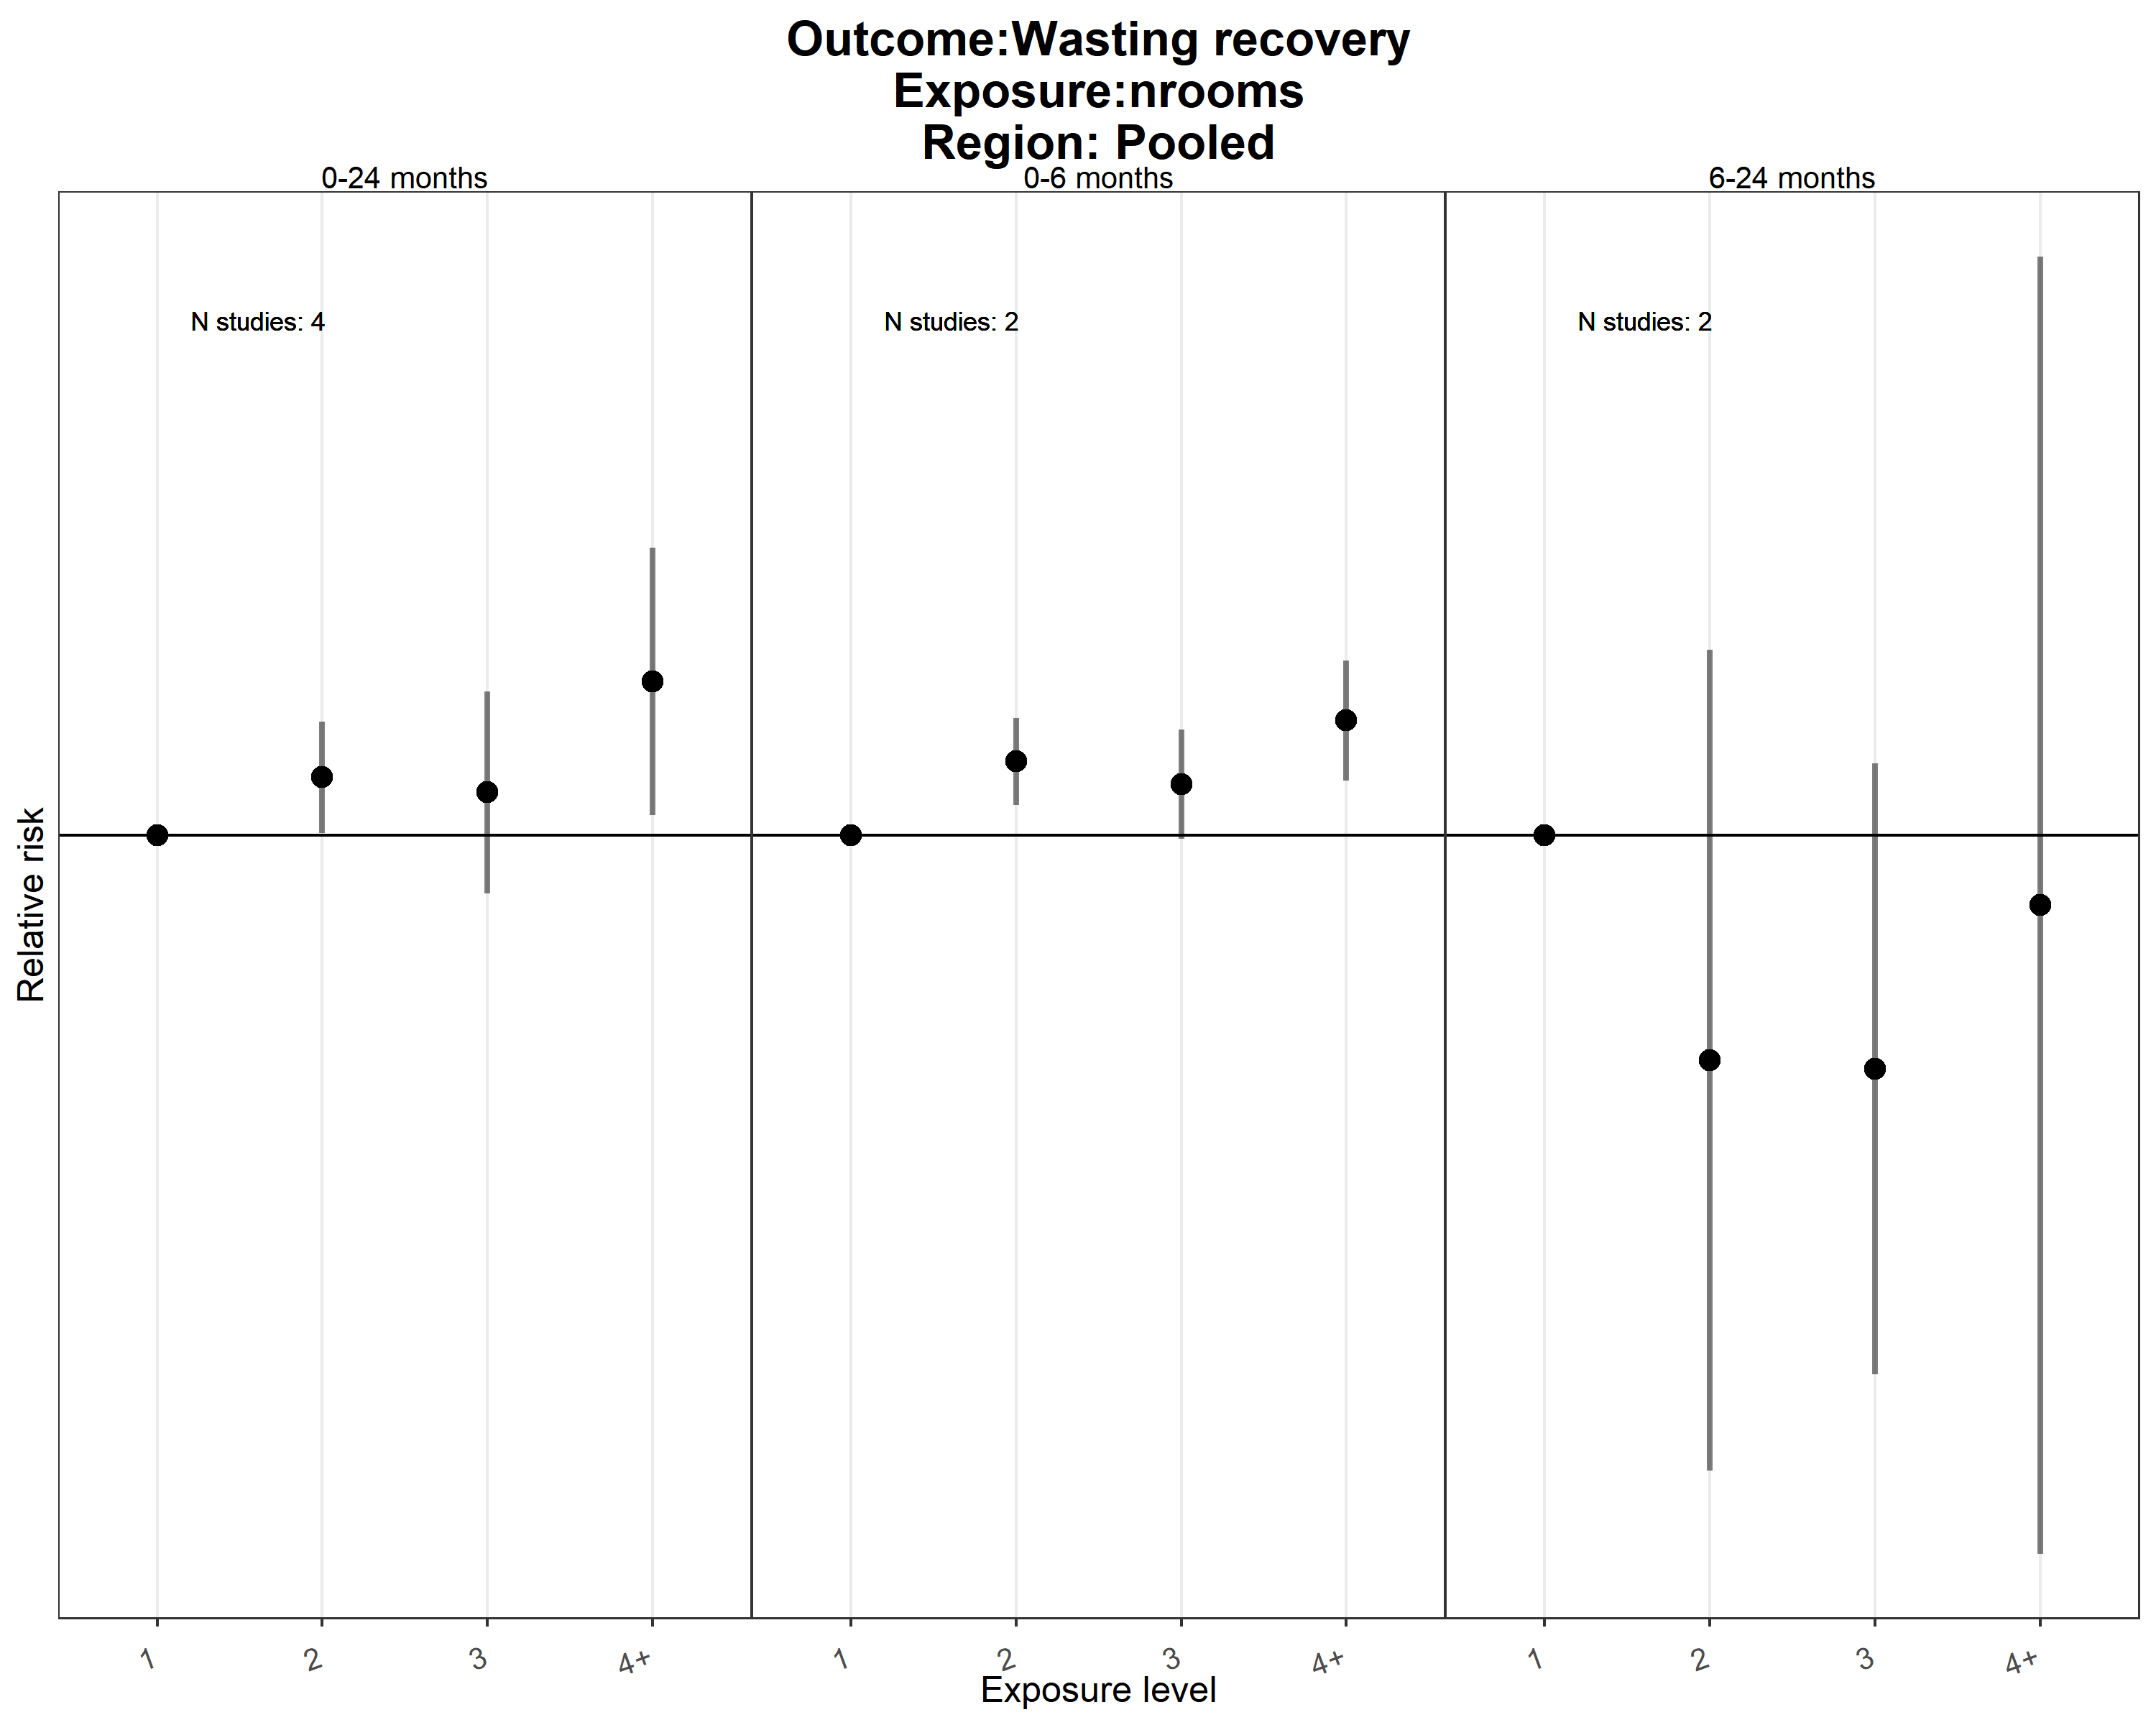 Outcome:Wasting recovery
Exposure:nrooms
Region: Pooled
0-24 months
0-6 months
6-24 months
N studies: 4
N studies: 2
N studies: 2
Relative risk
1
2
3
4+
1
2
3
4+
1
2
3
4+
Exposure level